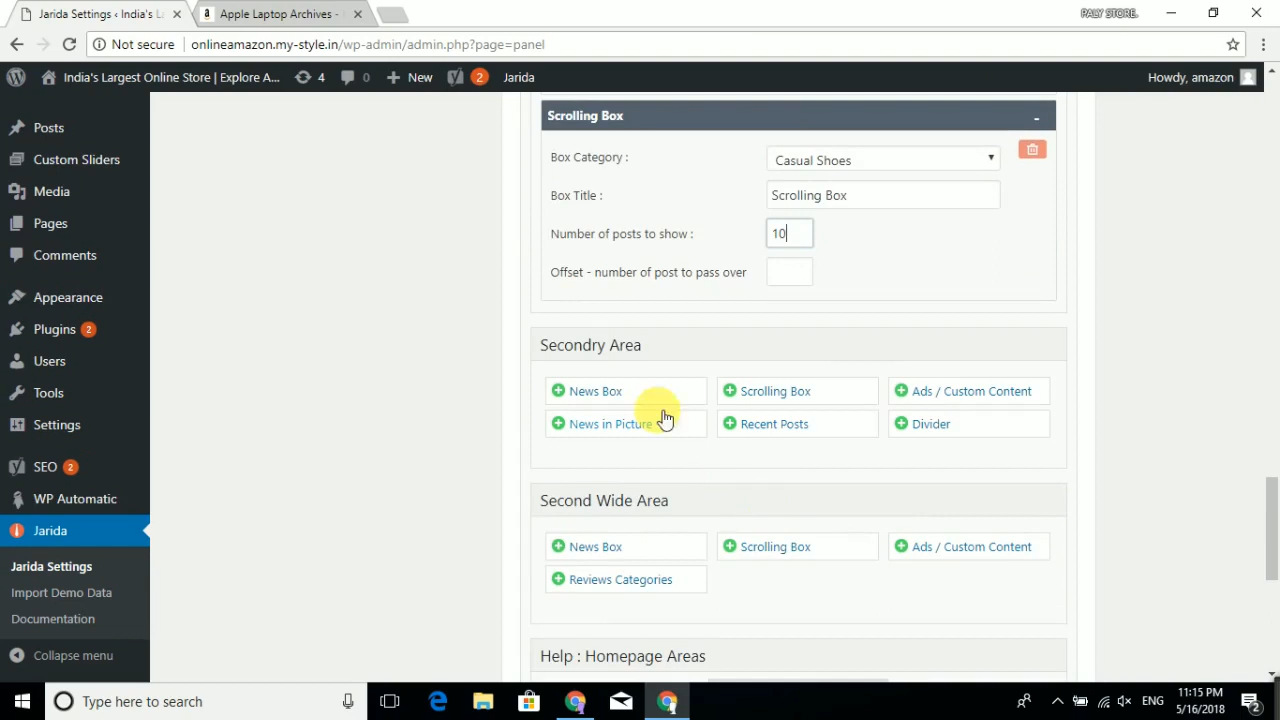 Jarida Settings ‹ India's La
Apple Laptop Archives -
PALY STORE.
Not secure
onlineamazon.my-style.in/wp-admin/admin.php?page=panel
India's Largest Online Store | Explore A...
4
0
New
2
Jarida
Howdy, amazon
Posts
Custom Sliders
Media
Pages
Comments
Appearance
Plugins 2
Users
Tools
Settings
SEO 2
WP Automatic
Jarida
Jarida Settings
Import Demo Data
Documentation
Collapse menu
Scrolling Box
-
Box Category :
Casual Shoes
Box Title :
Scrolling Box
Number of posts to show :
10
Offset - number of post to pass over
Secondry Area
News Box
Scrolling Box
Ads / Custom Content
News in Picture
Recent Posts
Divider
Second Wide Area
News Box
Scrolling Box
Ads / Custom Content
Reviews Categories
Help : Homepage Areas
Type here to search
ENG
11:15 PM
5/16/2018
2